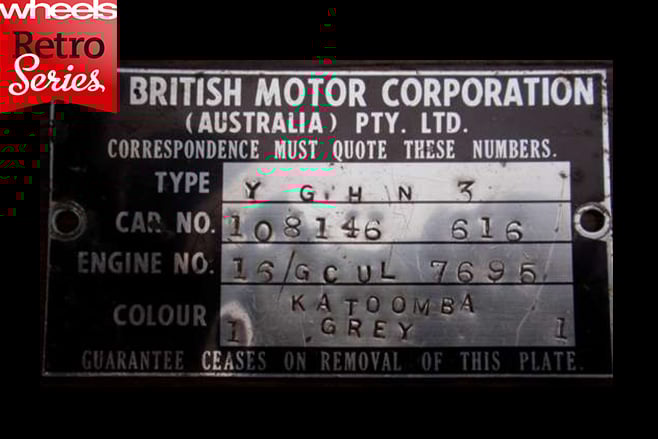 wheels
Retro
Series
BRITISH MOTOR CORPORATION
(AUSTRALIA) PTY. LTD.
CORRESPONDENCE MUST QUOTE THESE NUMBERS.
TYPE Y G H N 3
CAR NO. 108146 616
ENGINE NO. 16/GCUL 7695
COLOUR KATOOMBA
1 GREY 1
GUARANTEE CEASES ON REMOVAL OF THIS PLATE.